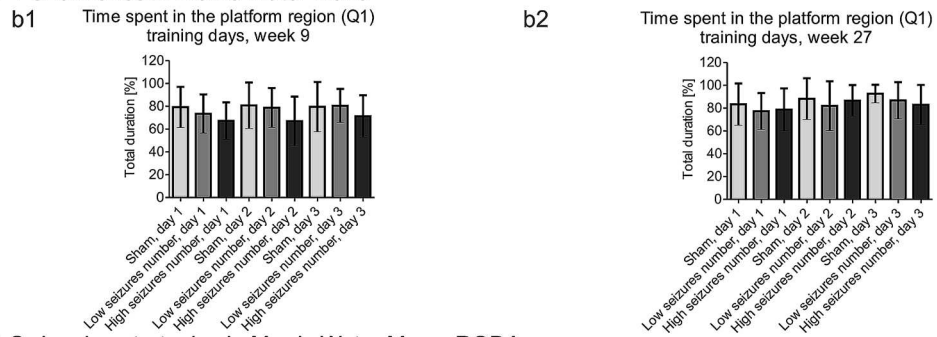 b1
Time spent in the platform region (Q1)
training days, week 9
Total duration [%]
120
100
80
60
40
20
0
Sham, day 1
Low seizures number, day 1
High seizures number, day 1
Sham, day 2
Low seizures number, day 2
High seizures number, day 2
Sham, day 3
Low seizures number, day 3
High seizures number, day 3
b2
Time spent in the platform region (Q1)
training days, week 27
Total duration [%]
120
100
80
60
40
20
0
Sham, day 1
Low seizures number, day 1
High seizures number, day 1
Sham, day 2
Low seizures number, day 2
High seizures number, day 2
Sham, day 3
Low seizures number, day 3
High seizures number, day 3